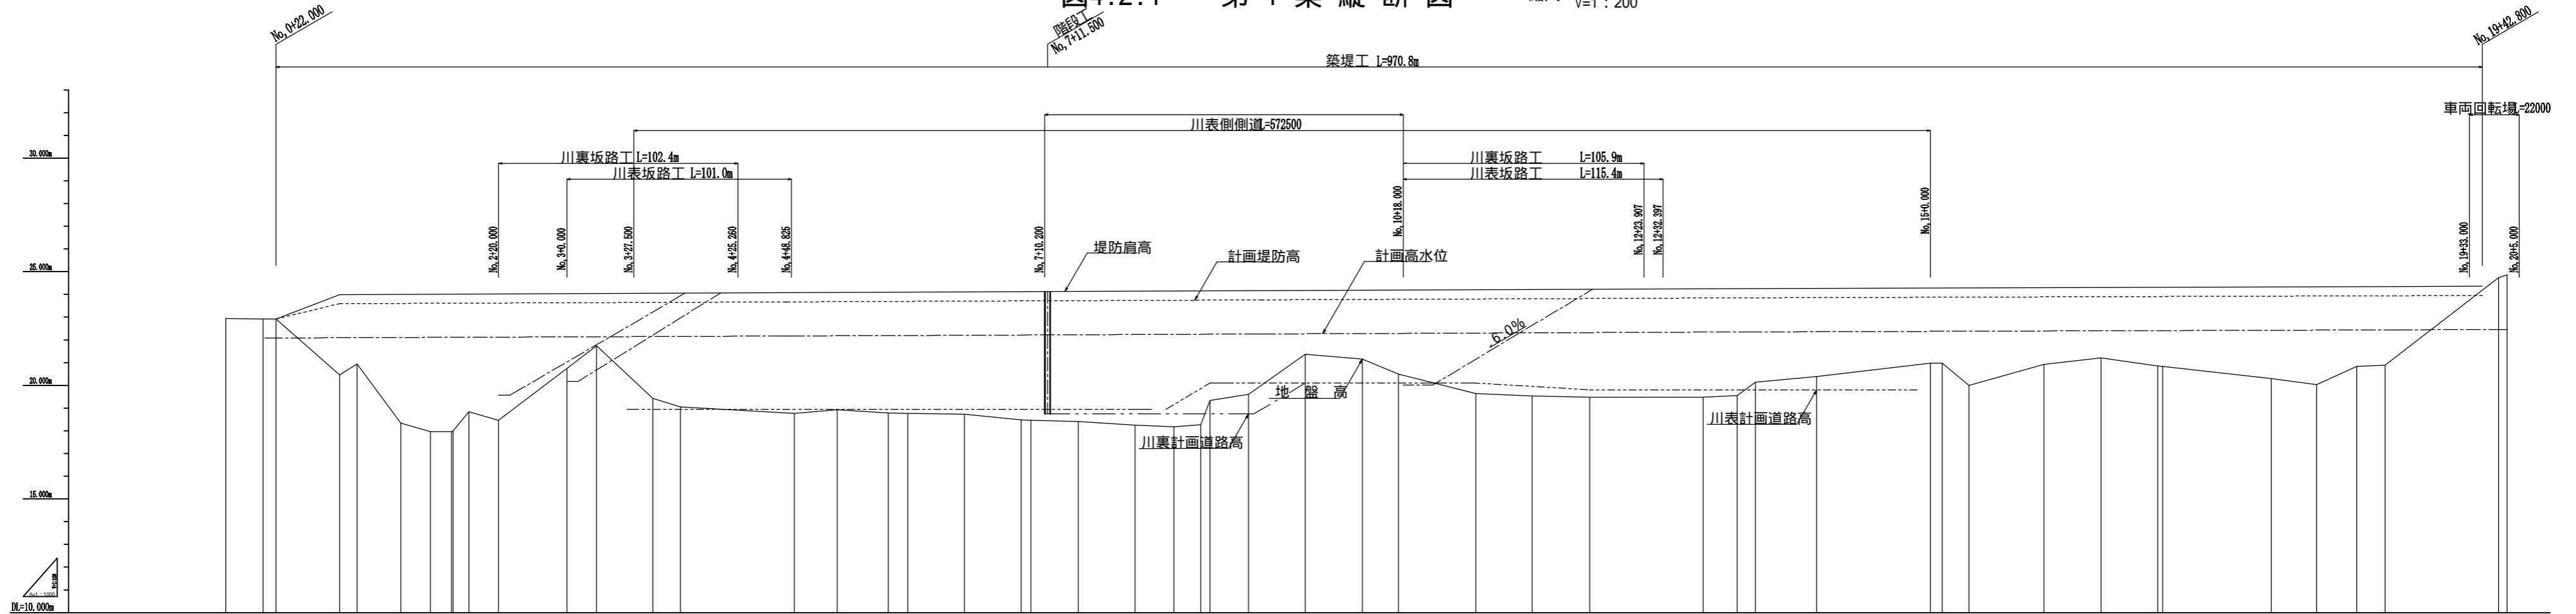 V=1：200
No,0+22.000
階段工
No,7+11.500
No,19+42.800
築堤工 L=970.8m
車両回転場L=22000
川表側側道L=572500
30.000m
川裏坂路工 L=102.4m
川裏坂路工 L=105.9m
川表坂路工 L=101.0m
川表坂路工 L=115.4m
No,2+20.000
No,3+0.000
No,3+27.500
No,4+25.260
No,4+48.825
No,7+10.200
No,10+18.000
No,12+23.907
No,12+32.397
No,15+0.000
No,19+33.000
No,20+5.000
堤防肩高
計画堤防高
計画高水位
25.000m
6.0%
20.000m
地 盤 高
川表計画道路高
川裏計画道路高
15.000m
H=1：1000
DL=10.000m